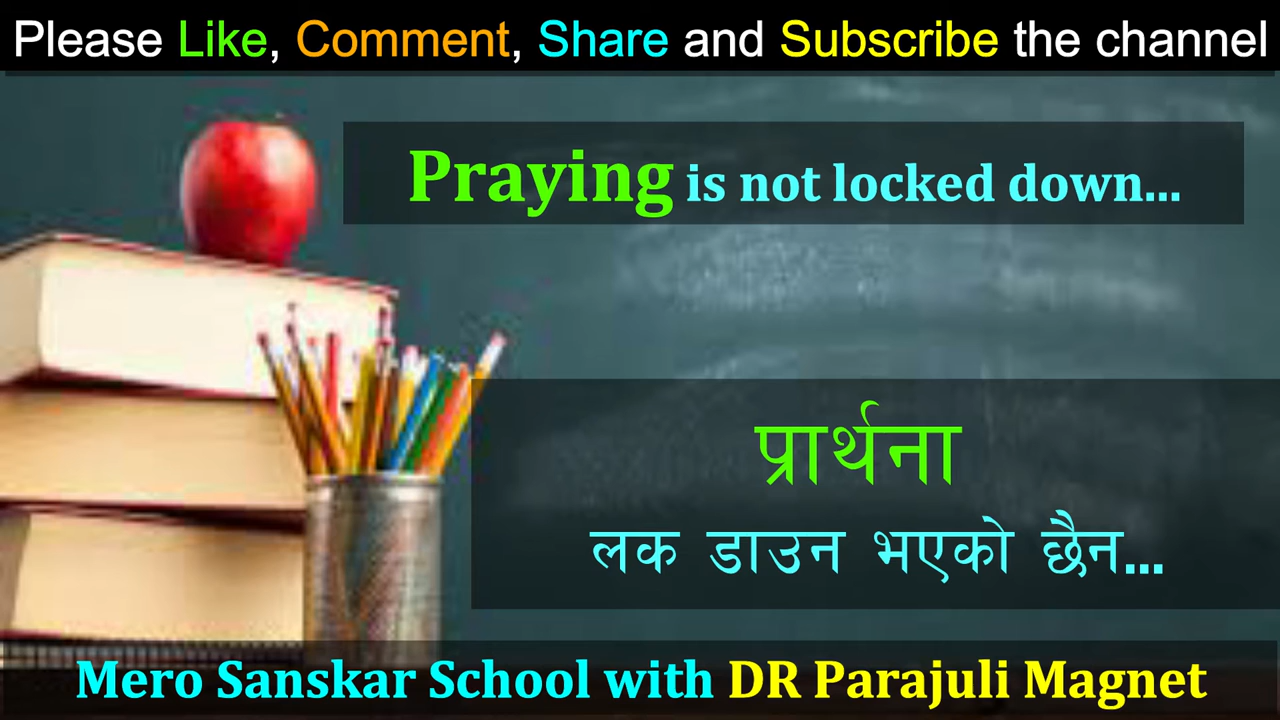 Please Like, Comment, Share and Subscribe the channel
Praying is not locked down...
प्रार्थना
लक डाउन भएको छैन...
Mero Sanskar School with DR Parajuli Magnet